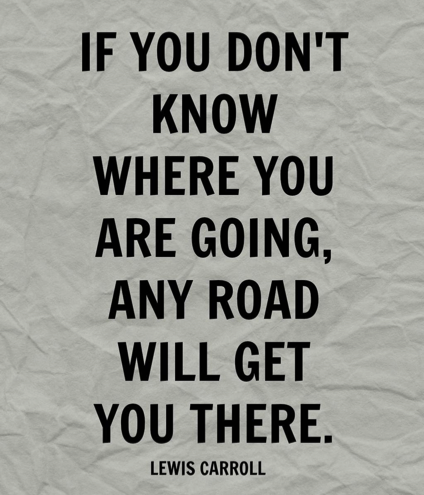 IF YOU DON'T
KNOW
WHERE YOU
ARE GOING,
ANY ROAD
WILL GET
YOU THERE.
LEWIS CARROLL